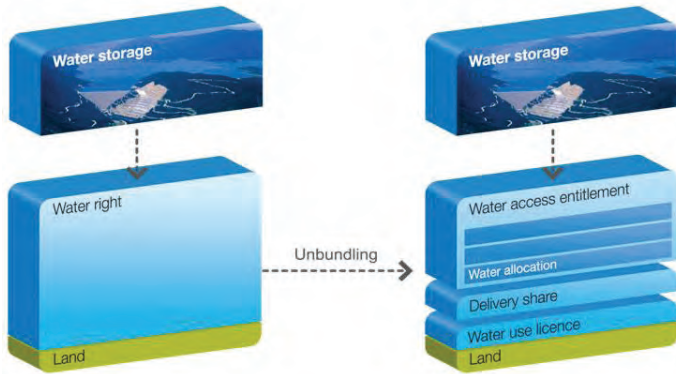 Water storage
Water storage
Water right
Land
Unbundling
Water access entitlement
Water allocation
Delivery share
Water use licence
Land